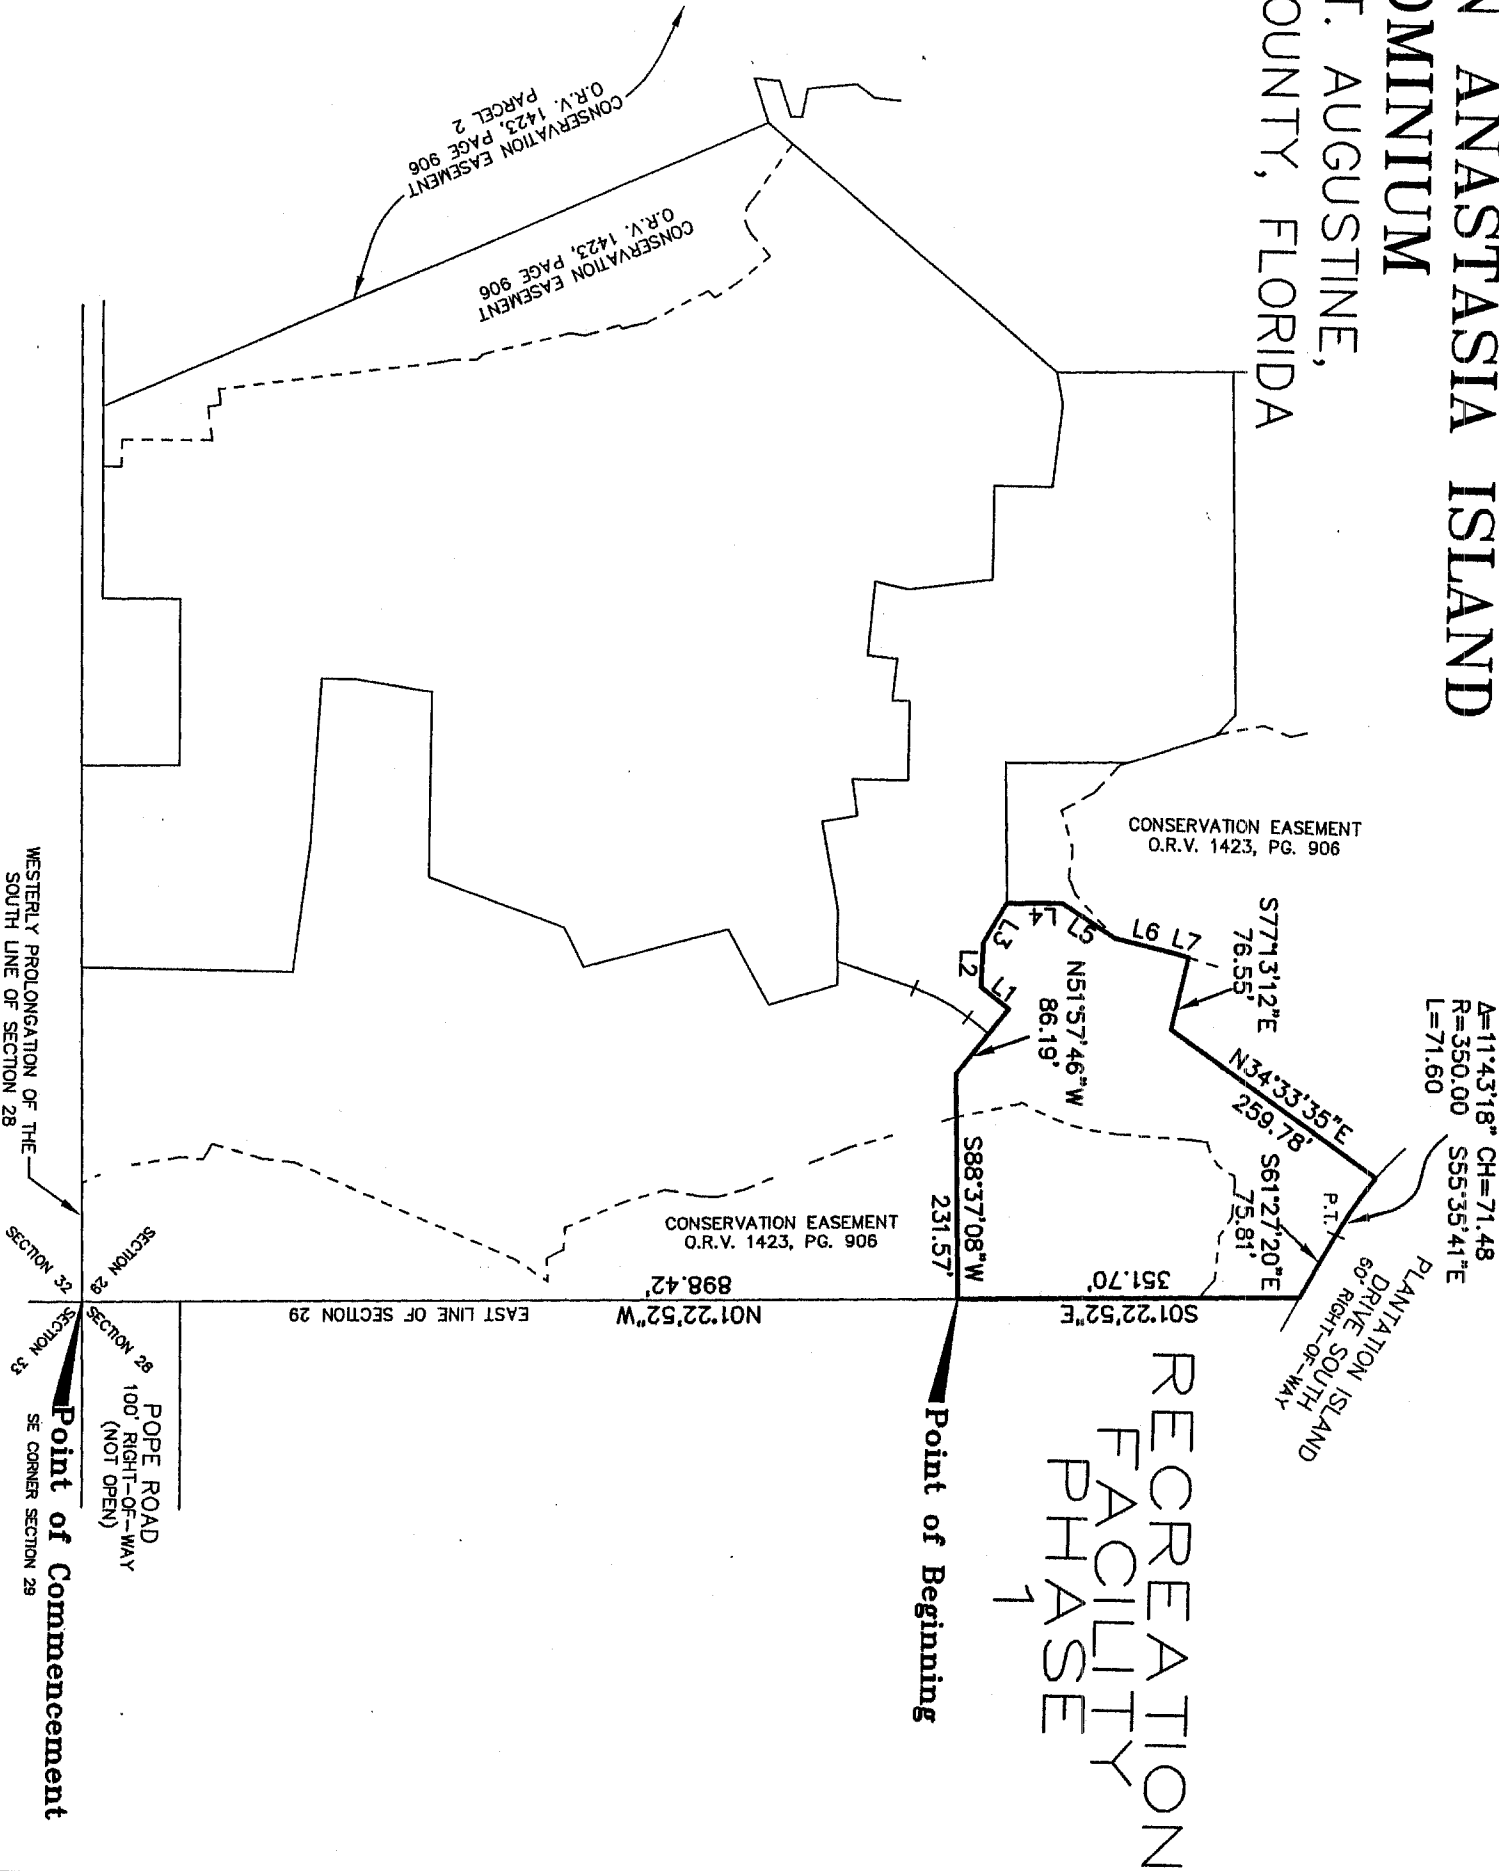 N ANASTASIA ISLAND
OMINIUM
T. AUGUSTINE,
OUNTY, FLORIDA
Δ=11°43'18" CH=71.48
R=350.00 S55°35'41"E
L=71.60
PLANTATION ISLAND
DRIVE SOUTH
60' RIGHT-OF-WAY
P.T.
S61°27'20"E
75.81'
N34°33'35"E
259.78'
S77°13'12"E
76.55'
CONSERVATION EASEMENT
O.R.V. 1423, PG. 906
L7
L6
L5
L4
L3
L2
L1
N51°57'46"W
86.19'
S88°37'08"W
231.57'
S01°22'52"E
351.70'
RECREATION
FACILITY
PHASE
1
Point of Beginning
CONSERVATION EASEMENT
O.R.V. 1423, PG. 906
N01°22'52"W
898.42'
EAST LINE OF SECTION 29
CONSERVATION EASEMENT
O.R.V. 1423, PAGE 906
PARCEL 2
CONSERVATION EASEMENT
O.R.V. 1423, PAGE 906
WESTERLY PROLONGATION OF THE
SOUTH LINE OF SECTION 28
SECTION 29
SECTION 32
SECTION 28
SECTION 33
POPE ROAD
100' RIGHT-OF-WAY
(NOT OPEN)
Point of Commencement
SE CORNER SECTION 29